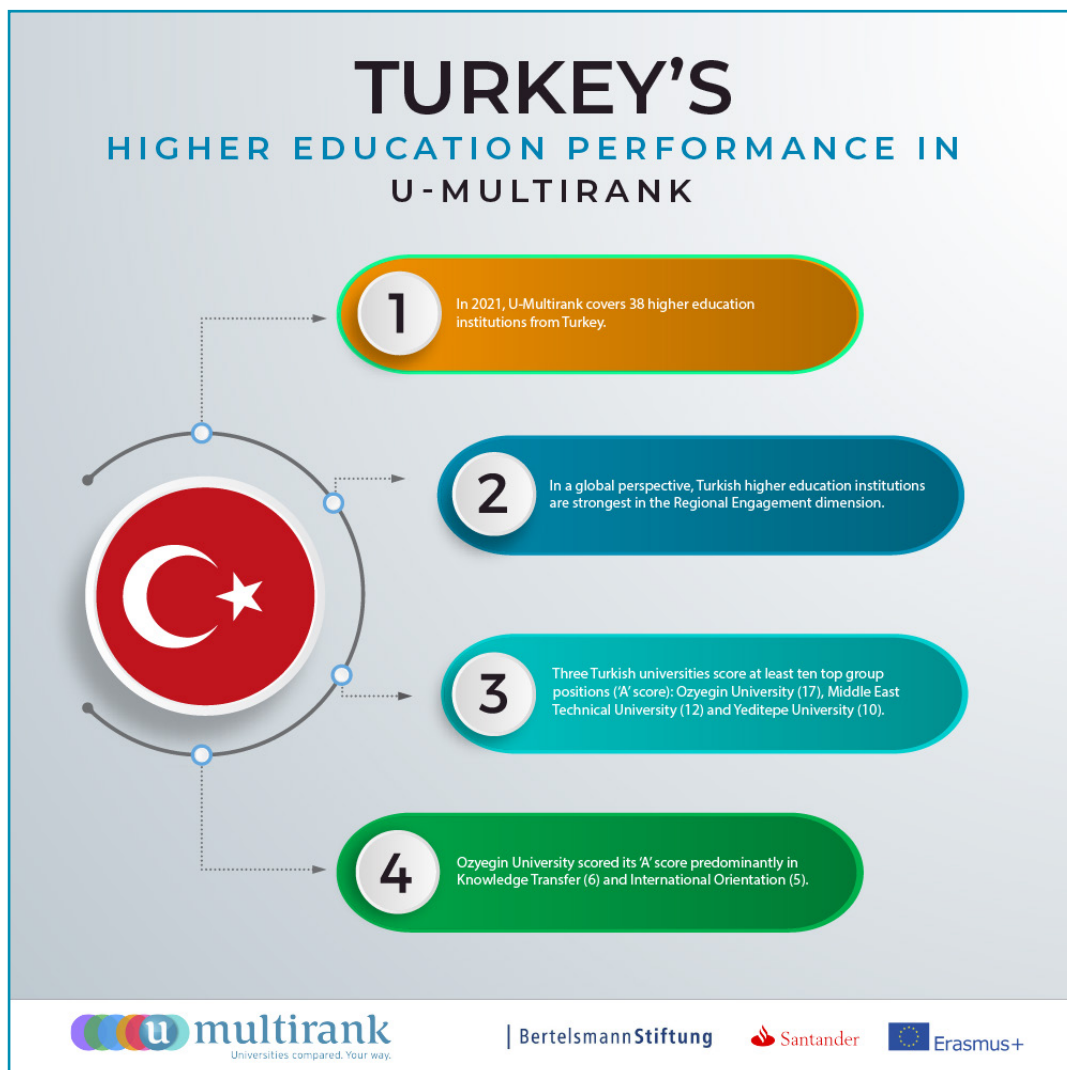 TURKEY'S
HIGHER EDUCATION PERFORMANCE IN
U-MULTIRANK
1
In 2021, U-Multirank covers 38 higher education
institutions from Turkey.
2
In a global perspective, Turkish higher education institutions
are strongest in the Regional Engagement dimension.
3
Three Turkish universities score at least ten top group
positions ('A' score): Ozyegin University (17), Middle East
Technical University (12) and Yeditepe University (10).
4
Ozyegin University scored its 'A' score predominantly in
Knowledge Transfer (6) and International Orientation (5).
u multirank
Universities compared. Your way.
BertelsmannStiftung
Santander
Erasmus+